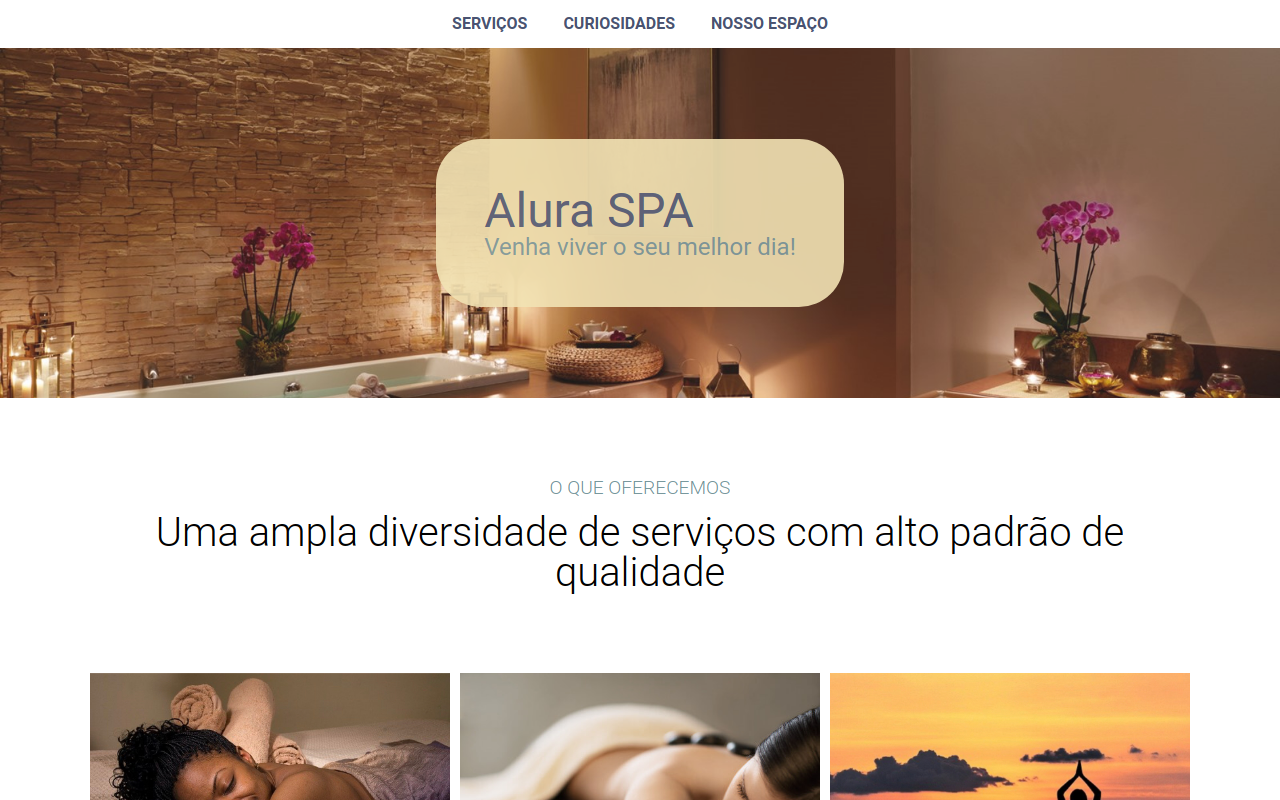 SERVIÇOS CURIOSIDADES NOSSO ESPAÇO
Alura SPA
Venha viver o seu melhor dia!
O QUE OFERECEMOS
Uma ampla diversidade de serviços com alto padrão de
qualidade